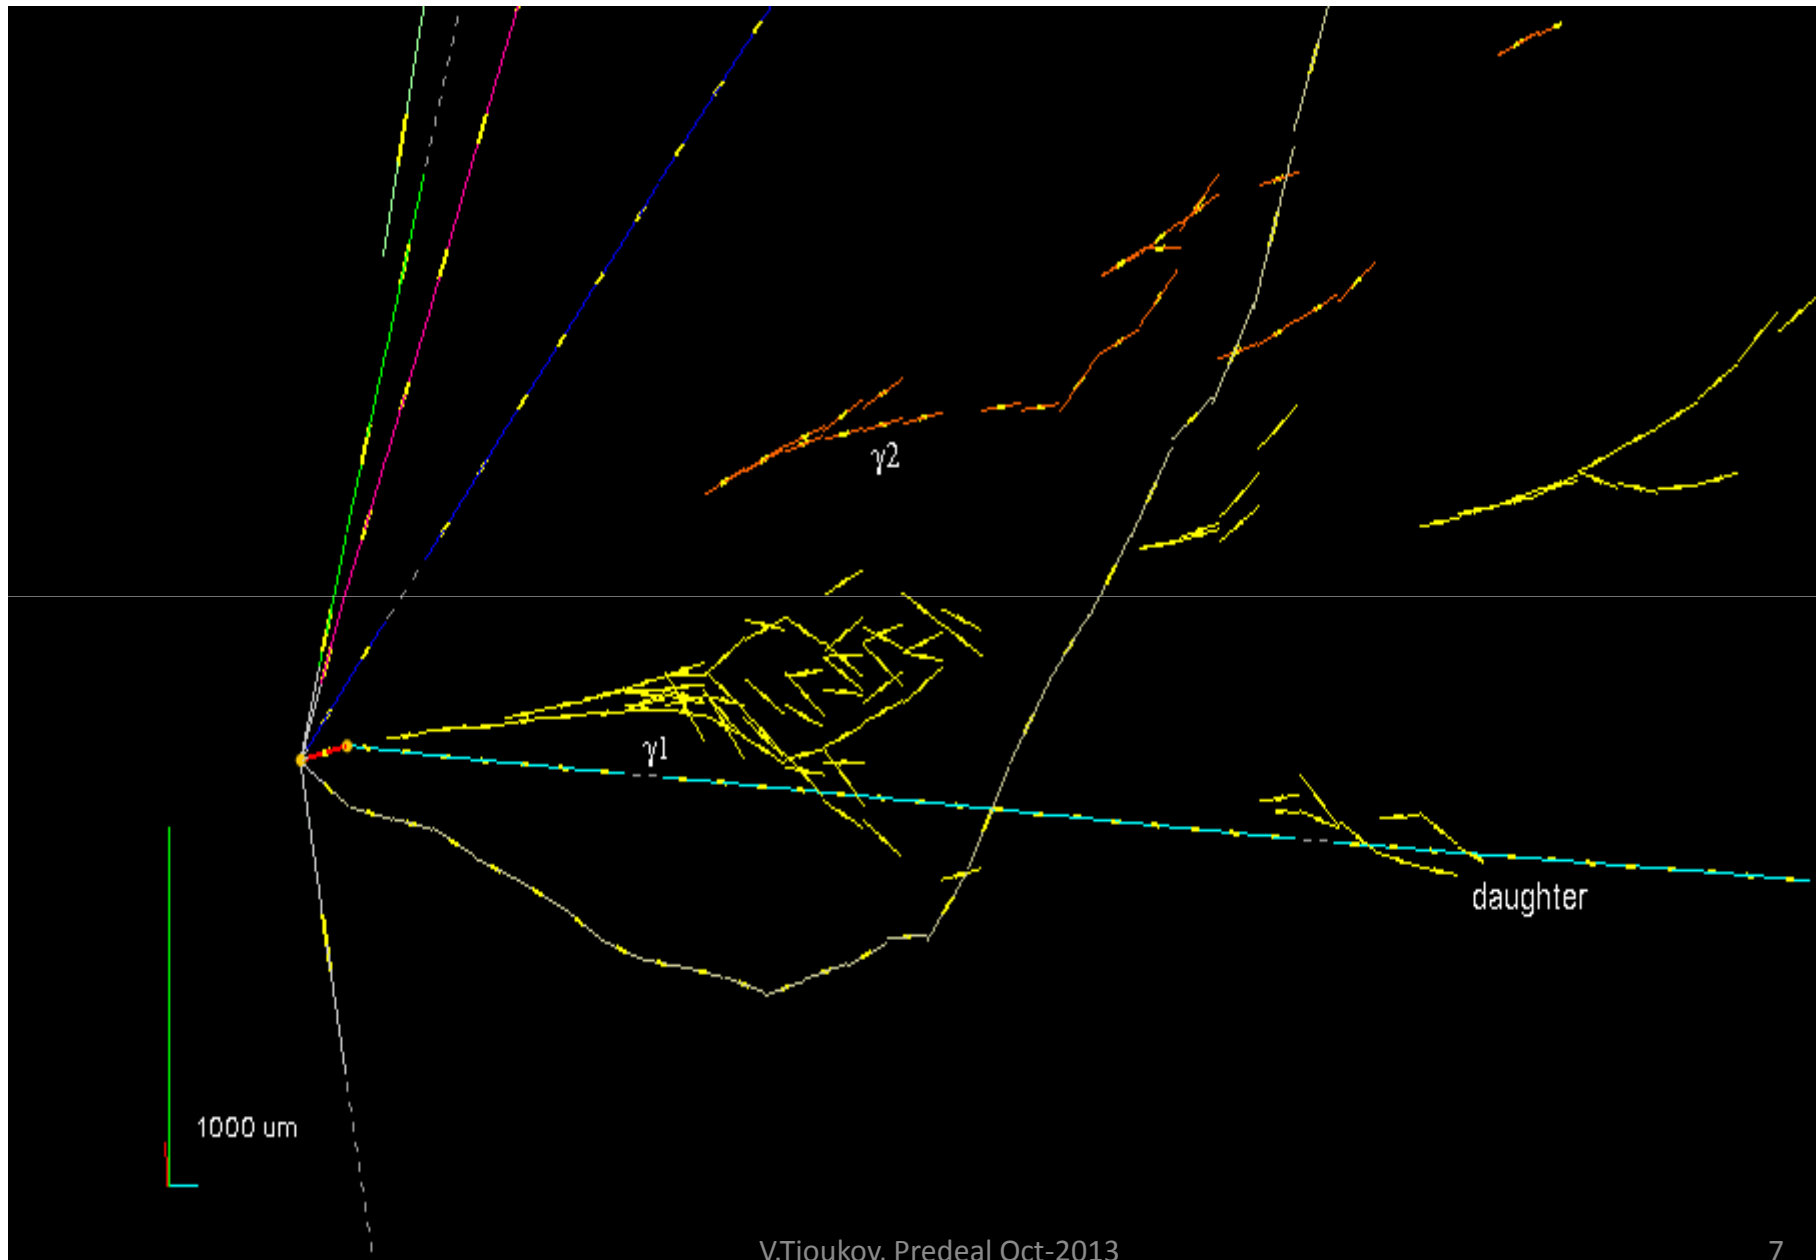 γ2
γ1
daughter
1000 um
V.Tioukov, Predeal Oct-2013
7